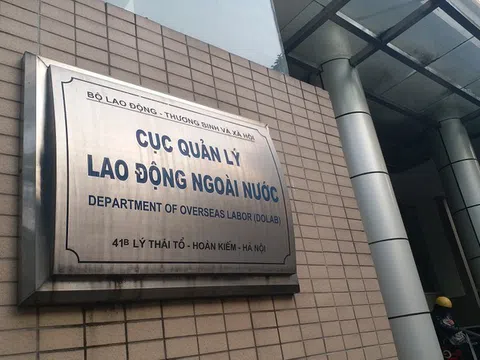 BỘ LAO ĐỘNG - THƯƠNG BINH VÀ XÃ HỘI
CỤC QUẢN LÝ
LAO ĐỘNG NGOÀI NƯỚC
DEPARTMENT OF OVERSEAS LABOR (DOLAB)
41B LÝ THÁI TỔ - HOÀN KIẾM - HÀ NỘI